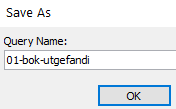 Save As
Query Name:
01-bok-utgefandi
OK